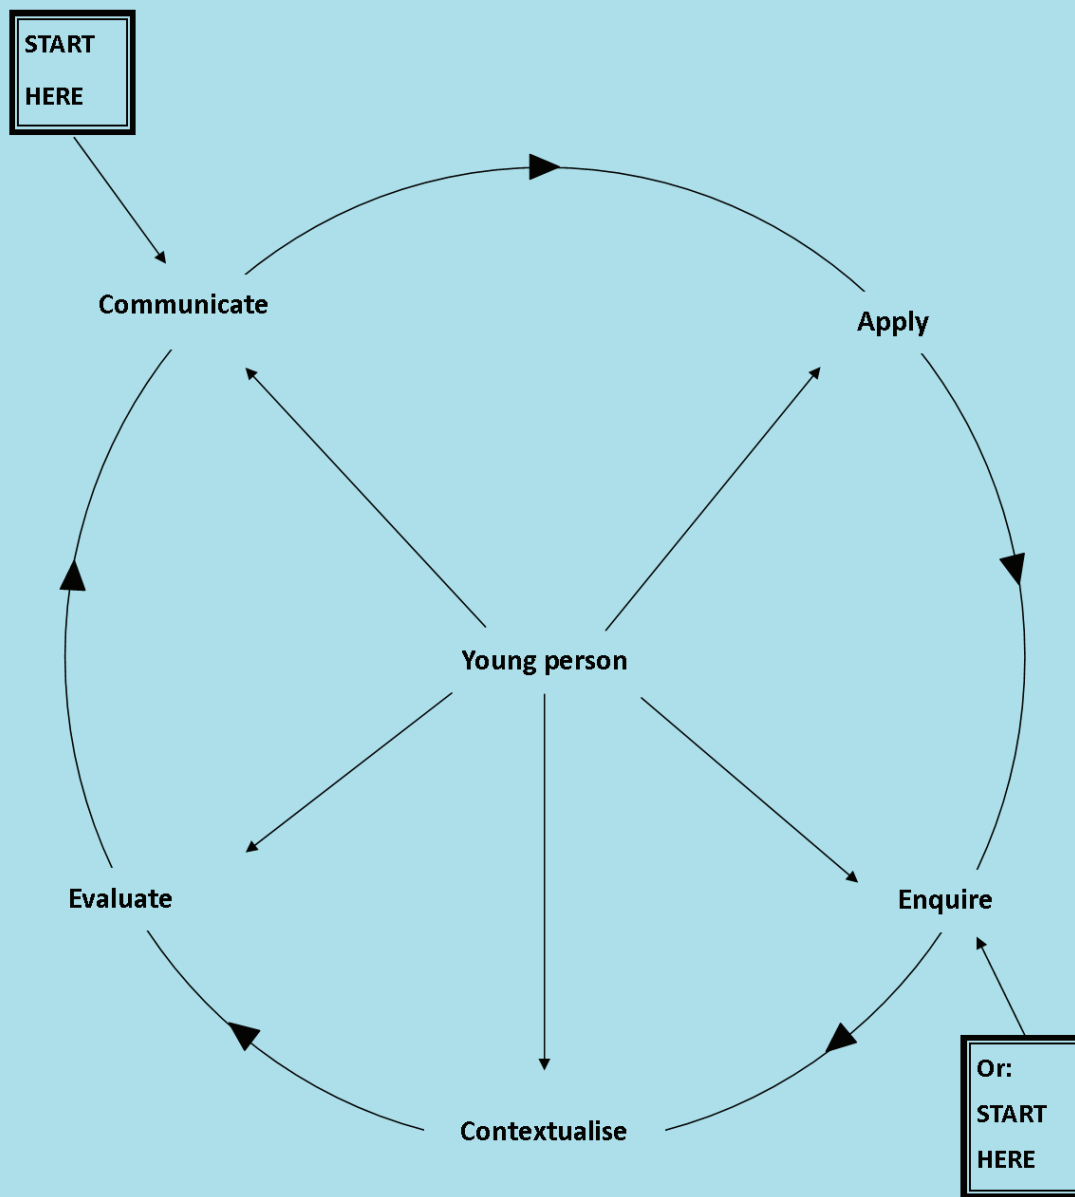 START
HERE
Communicate
Apply
Young person
Evaluate
Enquire
Contextualise
Or:
START
HERE